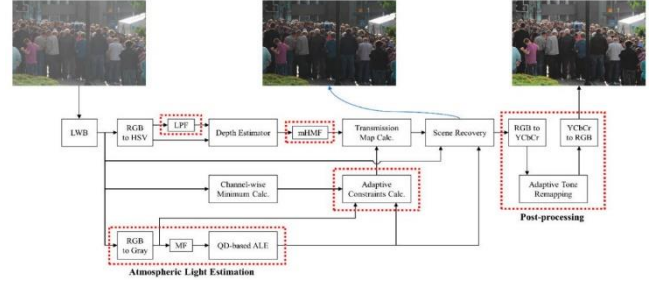 LWB
RGB
to HSV
LPF
Depth Estimator
mHMF
Transmission
Map Calc.
Scene Recovery
RGB to
YCbCr
YCbCr
to RGB
Adaptive Tone
Remapping
Post-processing
Channel-wise
Minimum Calc.
Adaptive
Constraints Calc.
RGB
to Gray
MF
QD-based ALE
Atmospheric Light Estimation